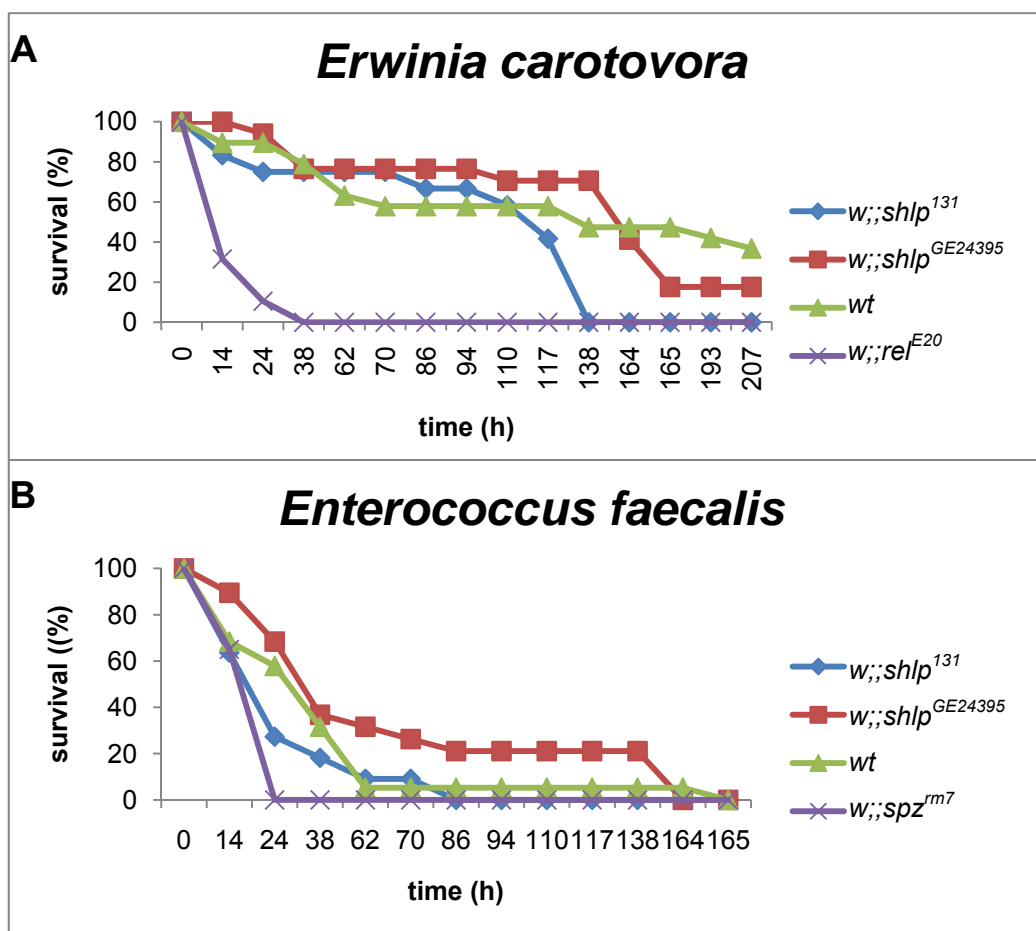 A
Erwinia carotovora
survival (%)
100
80
60
40
20
0
0 14 24 38 62 70 86 94 110 117 138 164 165 193 207
time (h)
w;;shlp131
w;;shlpGE24395
wt
w;;relE20
B
Enterococcus faecalis
survival ((%)
100
80
60
40
20
0
0 14 24 38 62 70 86 94 110 117 138 164 165
time (h)
w;;shlp131
w;;shlpGE24395
wt
w;;spzrm7